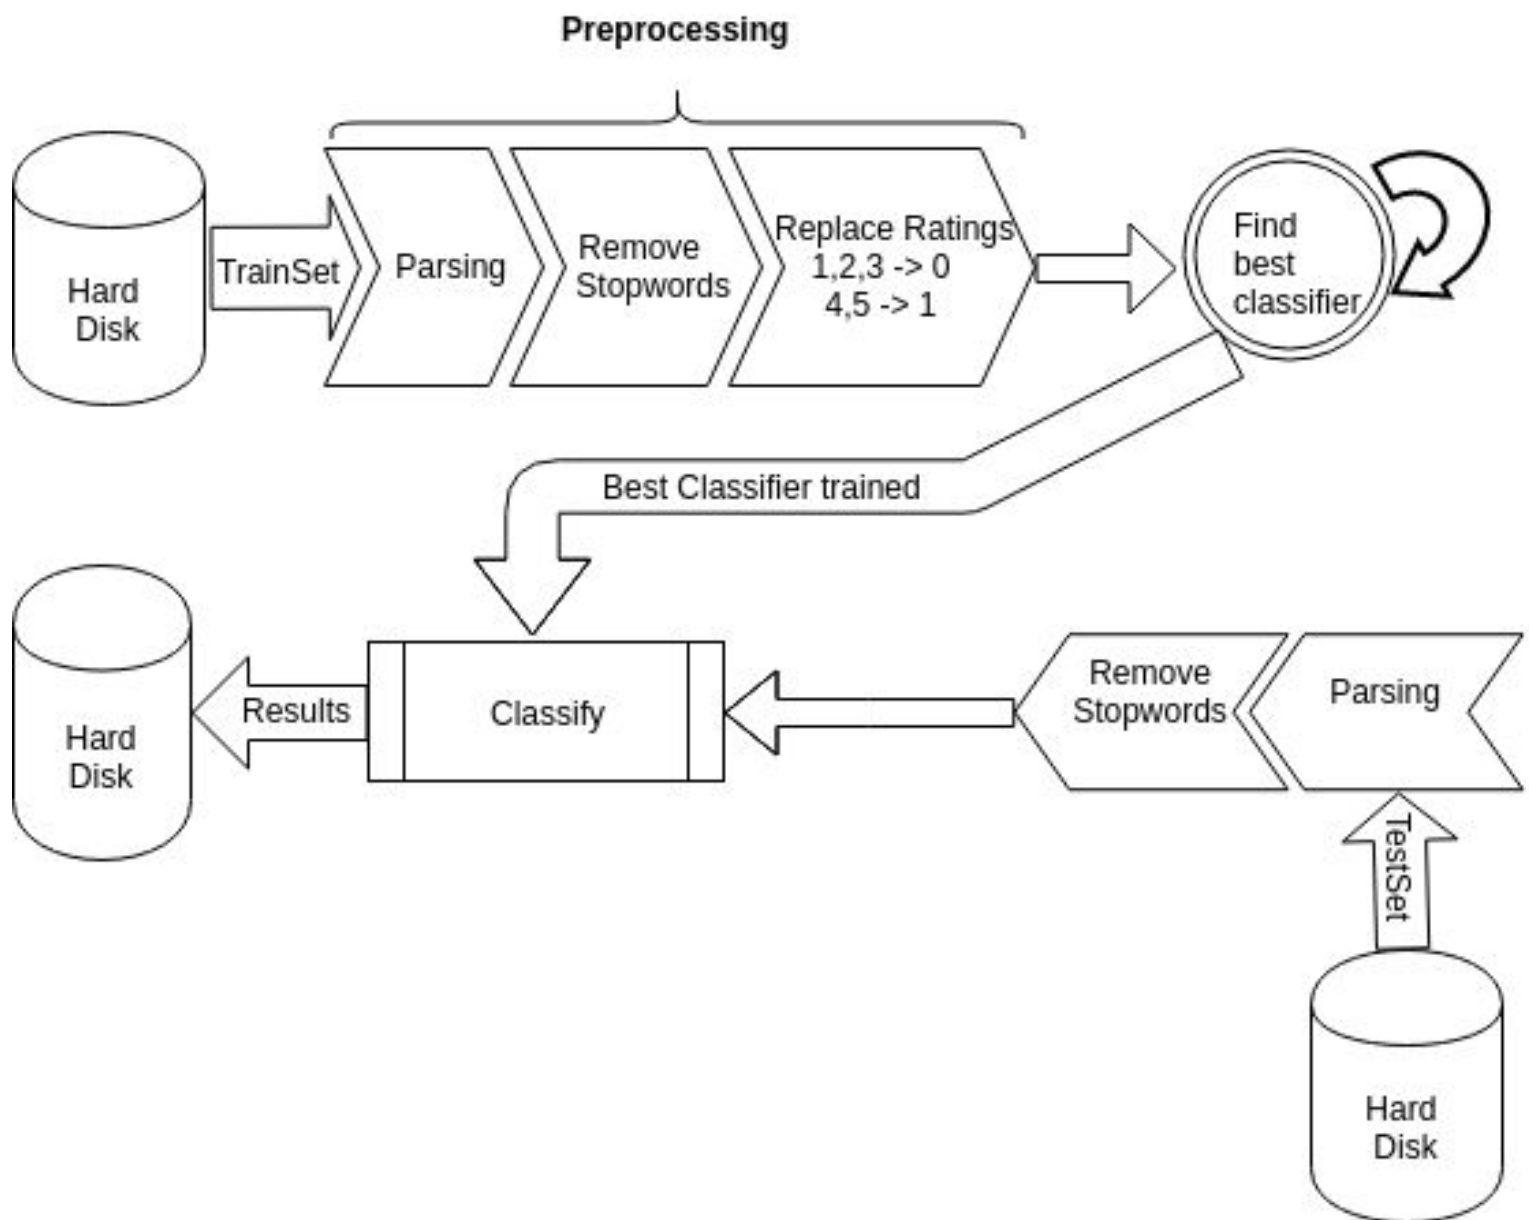 Preprocessing
Hard
Disk
TrainSet
Parsing
Remove
Stopwords
Replace Ratings
1,2,3 -> 0
4,5 -> 1
Find
best
classifier
Best Classifier trained
Hard
Disk
Results
Classify
Remove
Stopwords
Parsing
TestSet
Hard
Disk